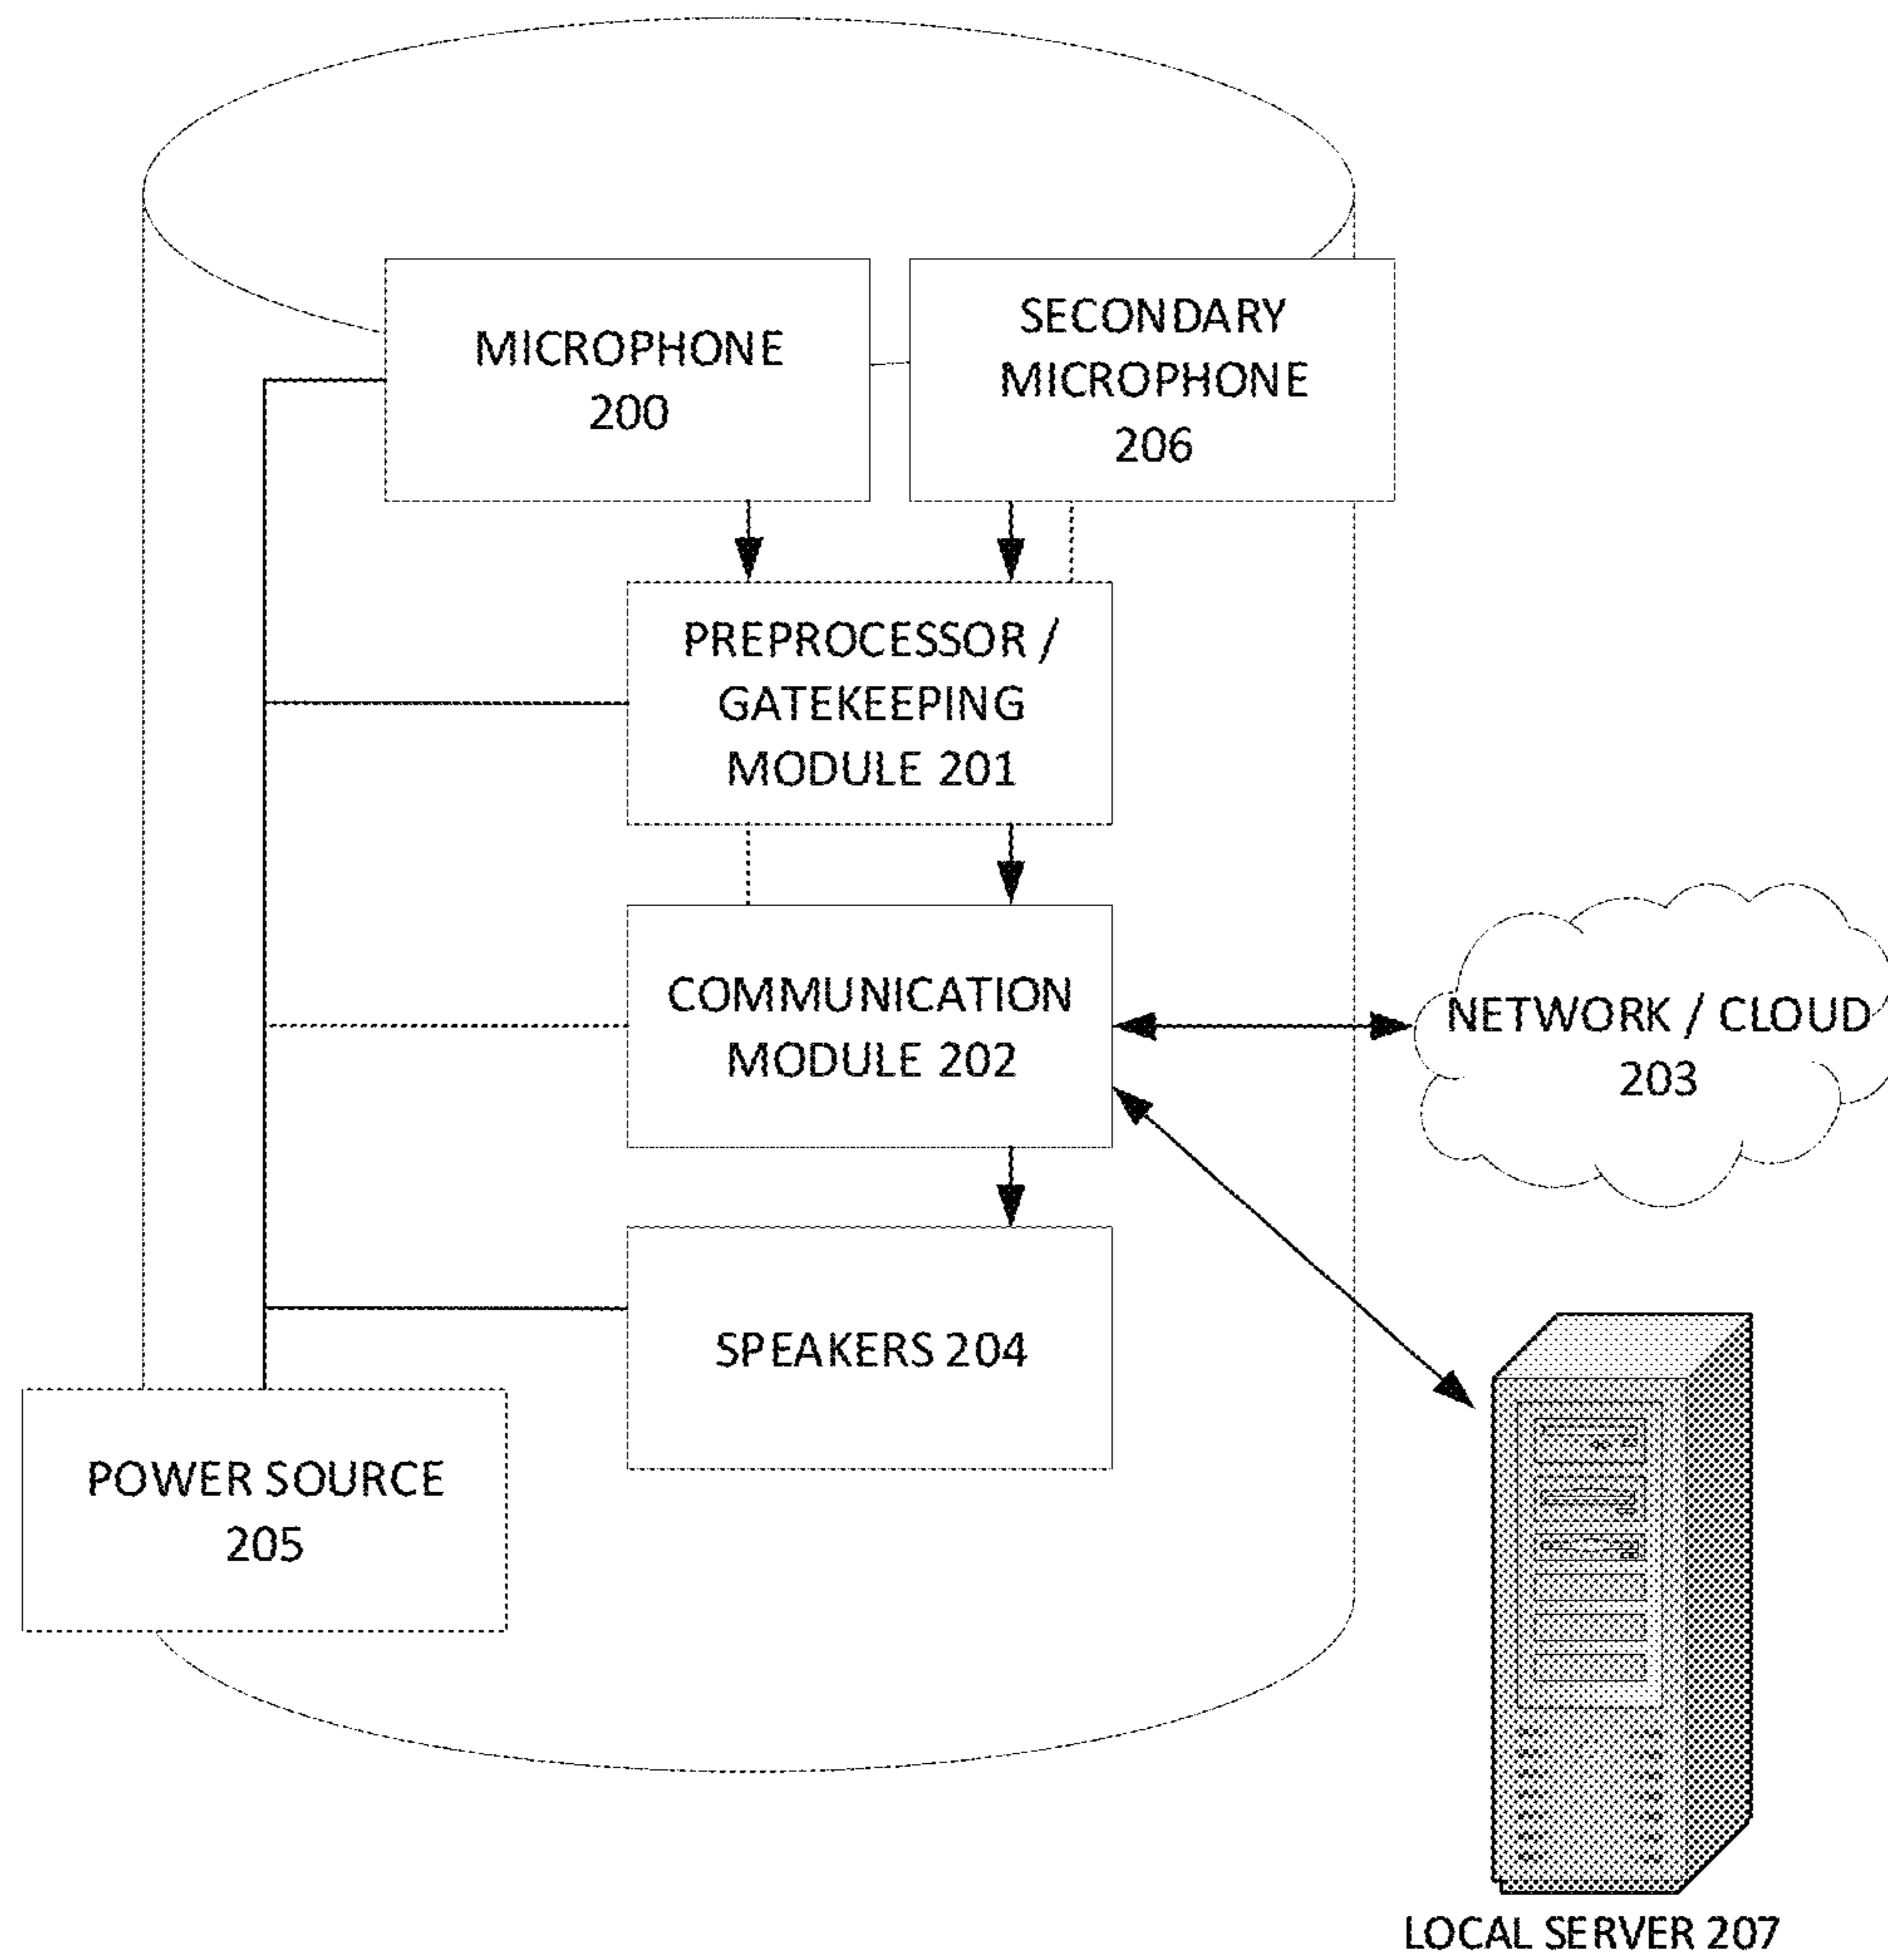 MICROPHONE
200
SECONDARY
MICROPHONE
206
PREPROCESSOR /
GATEKEEPING
MODULE 201
COMMUNICATION
MODULE 202
NETWORK / CLOUD
203
SPEAKERS 204
POWER SOURCE
205
LOCAL SERVER 207